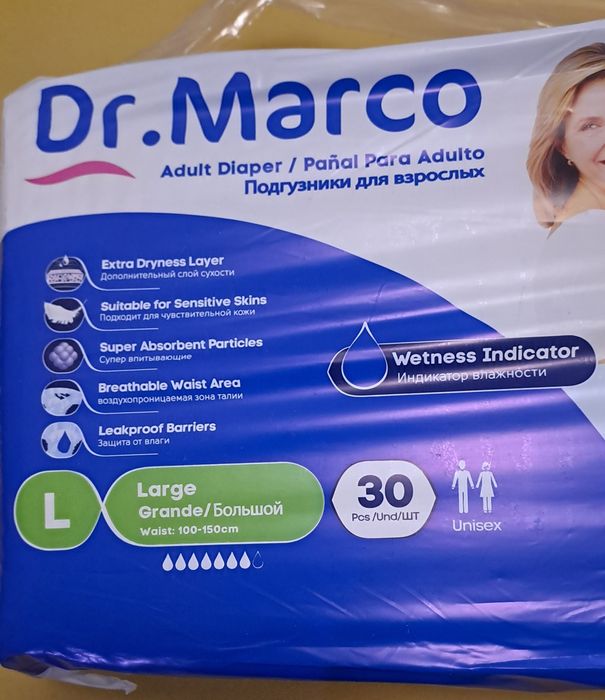 Dr.Marco
Adult Diaper / Pañal Para Adulto
Подгузники для взрослых
Extra Dryness Layer
Дополнительный слой сухости
Suitable for Sensitive Skins
Подходит для чувствительной кожи
Super Absorbent Particles
Супер впитывающие
Breathable Waist Area
воздухопроницаемая зона талии
Leakproof Barriers
Защита от влаги
Wetness Indicator
Индикатор влажности
L
Large
Grande/Большой
Waist: 100-150cm
30
Pcs /Und/ШТ
Unisex